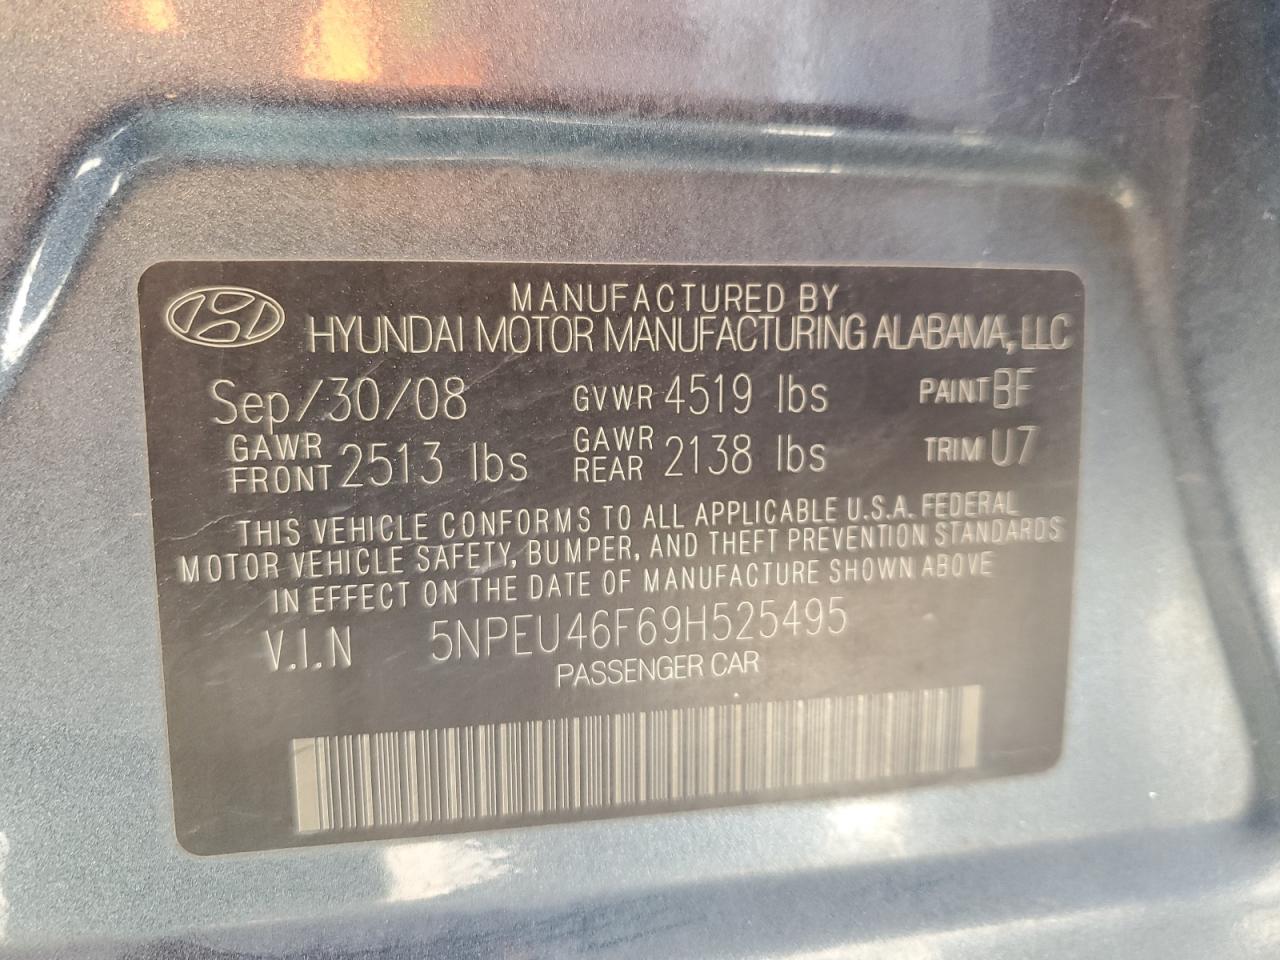 MANUFACTURED BY
HYUNDAI MOTOR MANUFACTURING ALABAMA, LLC
Sep/30/08 GVWR 4519 lbs PAINT BF
GAWR FRONT 2513 lbs GAWR REAR 2138 lbs TRIM U7
THIS VEHICLE CONFORMS TO ALL APPLICABLE U.S.A. FEDERAL
MOTOR VEHICLE SAFETY, BUMPER, AND THEFT PREVENTION STANDARDS
IN EFFECT ON THE DATE OF MANUFACTURE SHOWN ABOVE
V.I.N 5NPEU46F69H525495
PASSENGER CAR